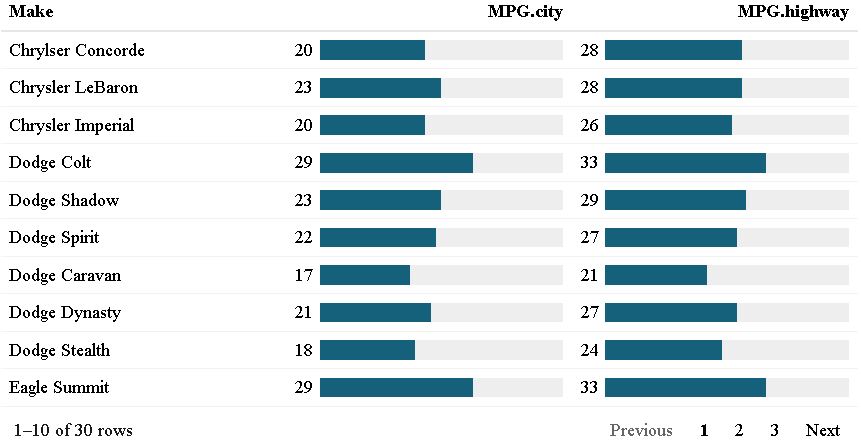 Make MPG.city MPG.highway
Chrylser Concorde 20 28
Chrysler LeBaron 23 28
Chrysler Imperial 20 26
Dodge Colt 29 33
Dodge Shadow 23 29
Dodge Spirit 22 27
Dodge Caravan 17 21
Dodge Dynasty 21 27
Dodge Stealth 18 24
Eagle Summit 29 33
1–10 of 30 rows Previous 1 2 3 Next